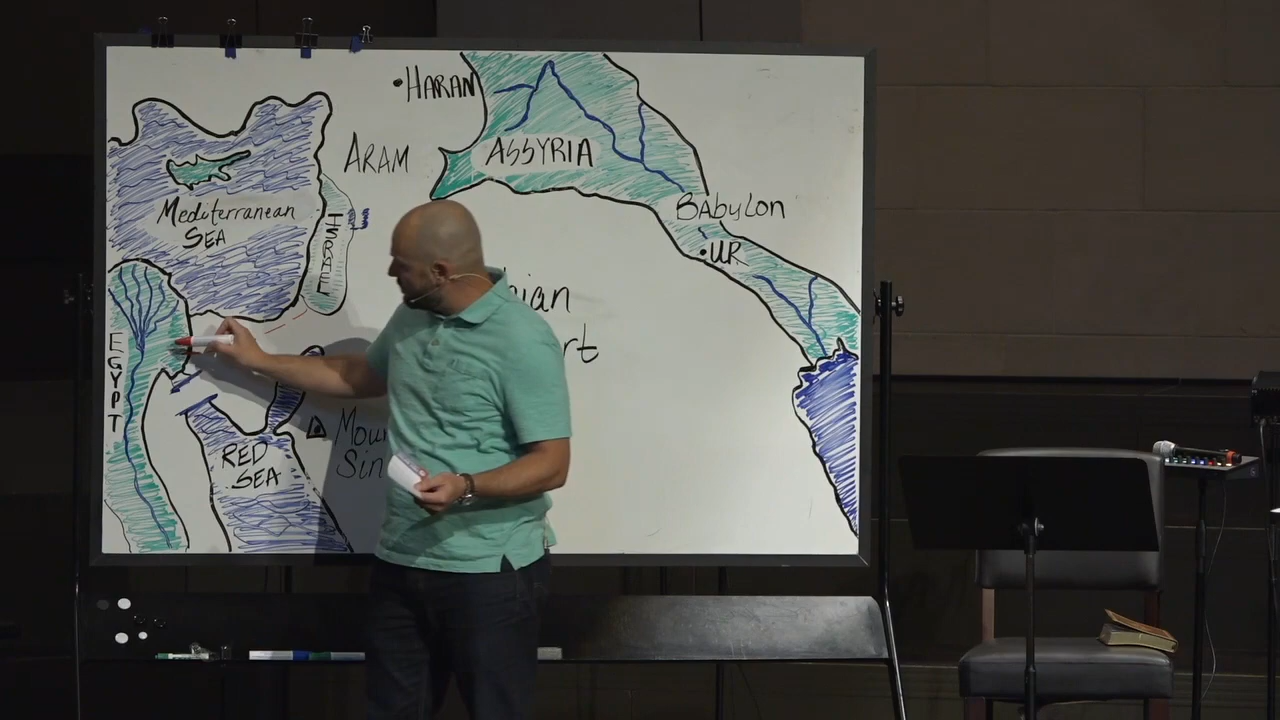 HARAN
ARAM
ASSYRIA
Mediterranean
SEA
ISRAEL
BAbylon
UR
EGYPT
RED
SEA